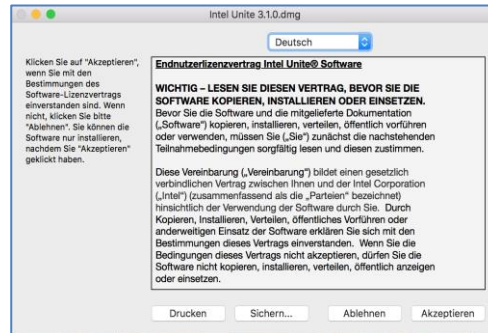 Intel Unite 3.1.0.dmg
Deutsch
Klicken Sie auf "Akzeptieren",
wenn Sie mit den
Bestimmungen des
Software-Lizenzvertrags
einverstanden sind. Wenn
nicht, klicken Sie bitte
"Ablehnen". Sie können die
Software nur installieren,
nachdem Sie "Akzeptieren"
geklickt haben.
Endnutzerlizenzvertrag Intel Unite® Software
WICHTIG – LESEN SIE DIESEN VERTRAG, BEVOR SIE DIE
SOFTWARE KOPIEREN, INSTALLIEREN ODER EINSETZEN.
Bevor Sie die Software und die mitgelieferte Dokumentation
(„Software“) kopieren, installieren, verteilen, öffentlich vorführen
oder verwenden, müssen Sie („Sie“) zunächst die nachstehenden
Teilnahmebedingungen sorgfältig lesen und diesen zustimmen.
Diese Vereinbarung („Vereinbarung“) bildet einen gesetzlich
verbindlichen Vertrag zwischen Ihnen und der Intel Corporation
(„Intel“) (zusammenfassend als die „Parteien“ bezeichnet)
hinsichtlich der Verwendung der Software durch Sie. Durch
Kopieren, Installieren, Verteilen, öffentliches Vorführen oder
anderweitigen Einsatz der Software erklären Sie sich mit den
Bestimmungen dieses Vertrags einverstanden. Wenn Sie die
Bedingungen dieses Vertrags nicht akzeptieren, dürfen Sie die
Software nicht kopieren, installieren, verteilen, öffentlich anzeigen
oder einsetzen.
Drucken
Sichern...
Ablehnen
Akzeptieren